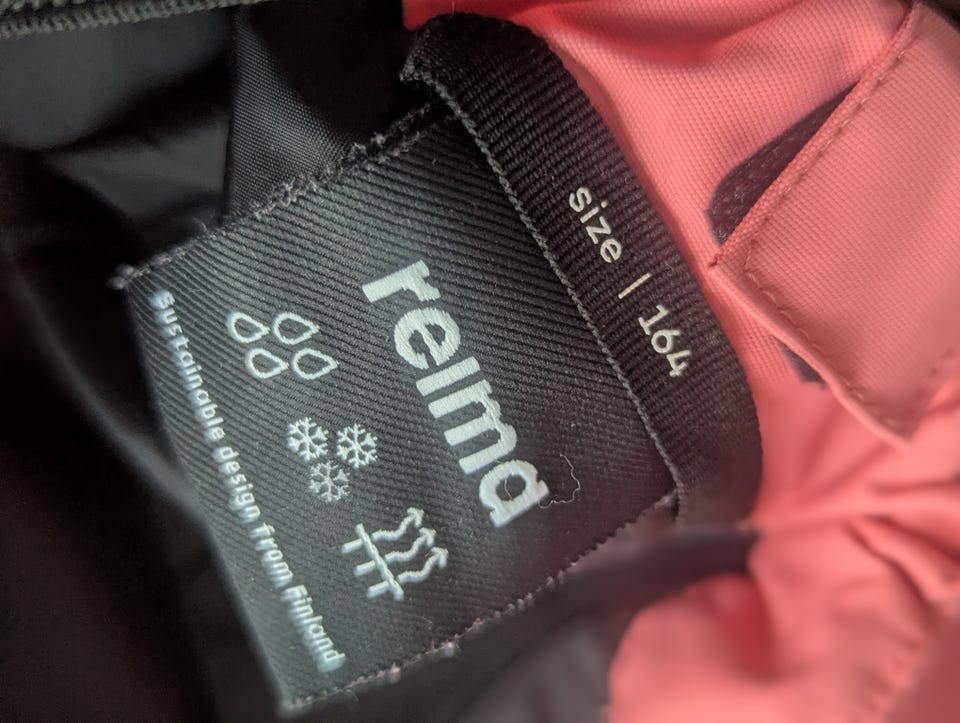 size | 164
reima
Sustainable design from Finland